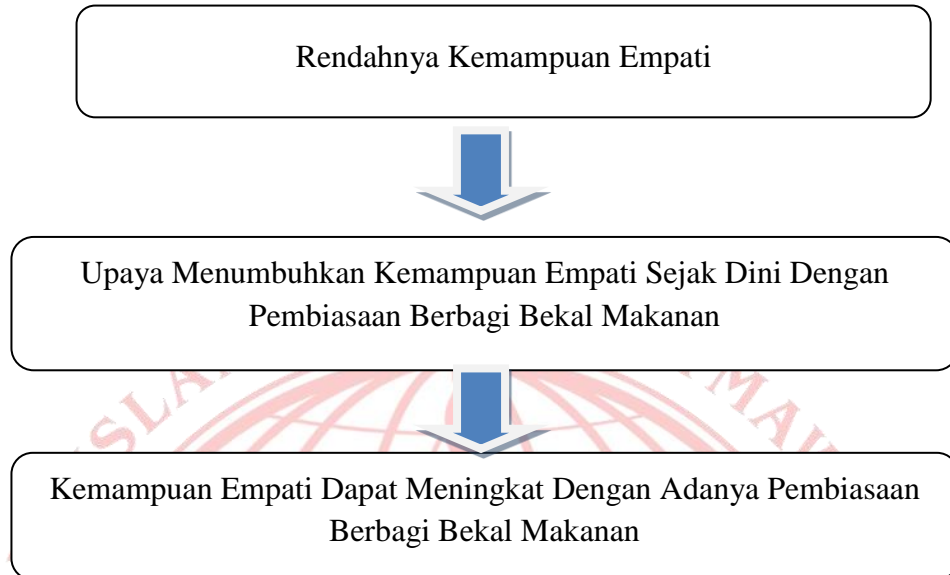 Rendahnya Kemampuan Empati
Upaya Menumbuhkan Kemampuan Empati Sejak Dini Dengan
Pembiasaan Berbagi Bekal Makanan
Kemampuan Empati Dapat Meningkat Dengan Adanya Pembiasaan
Berbagi Bekal Makanan